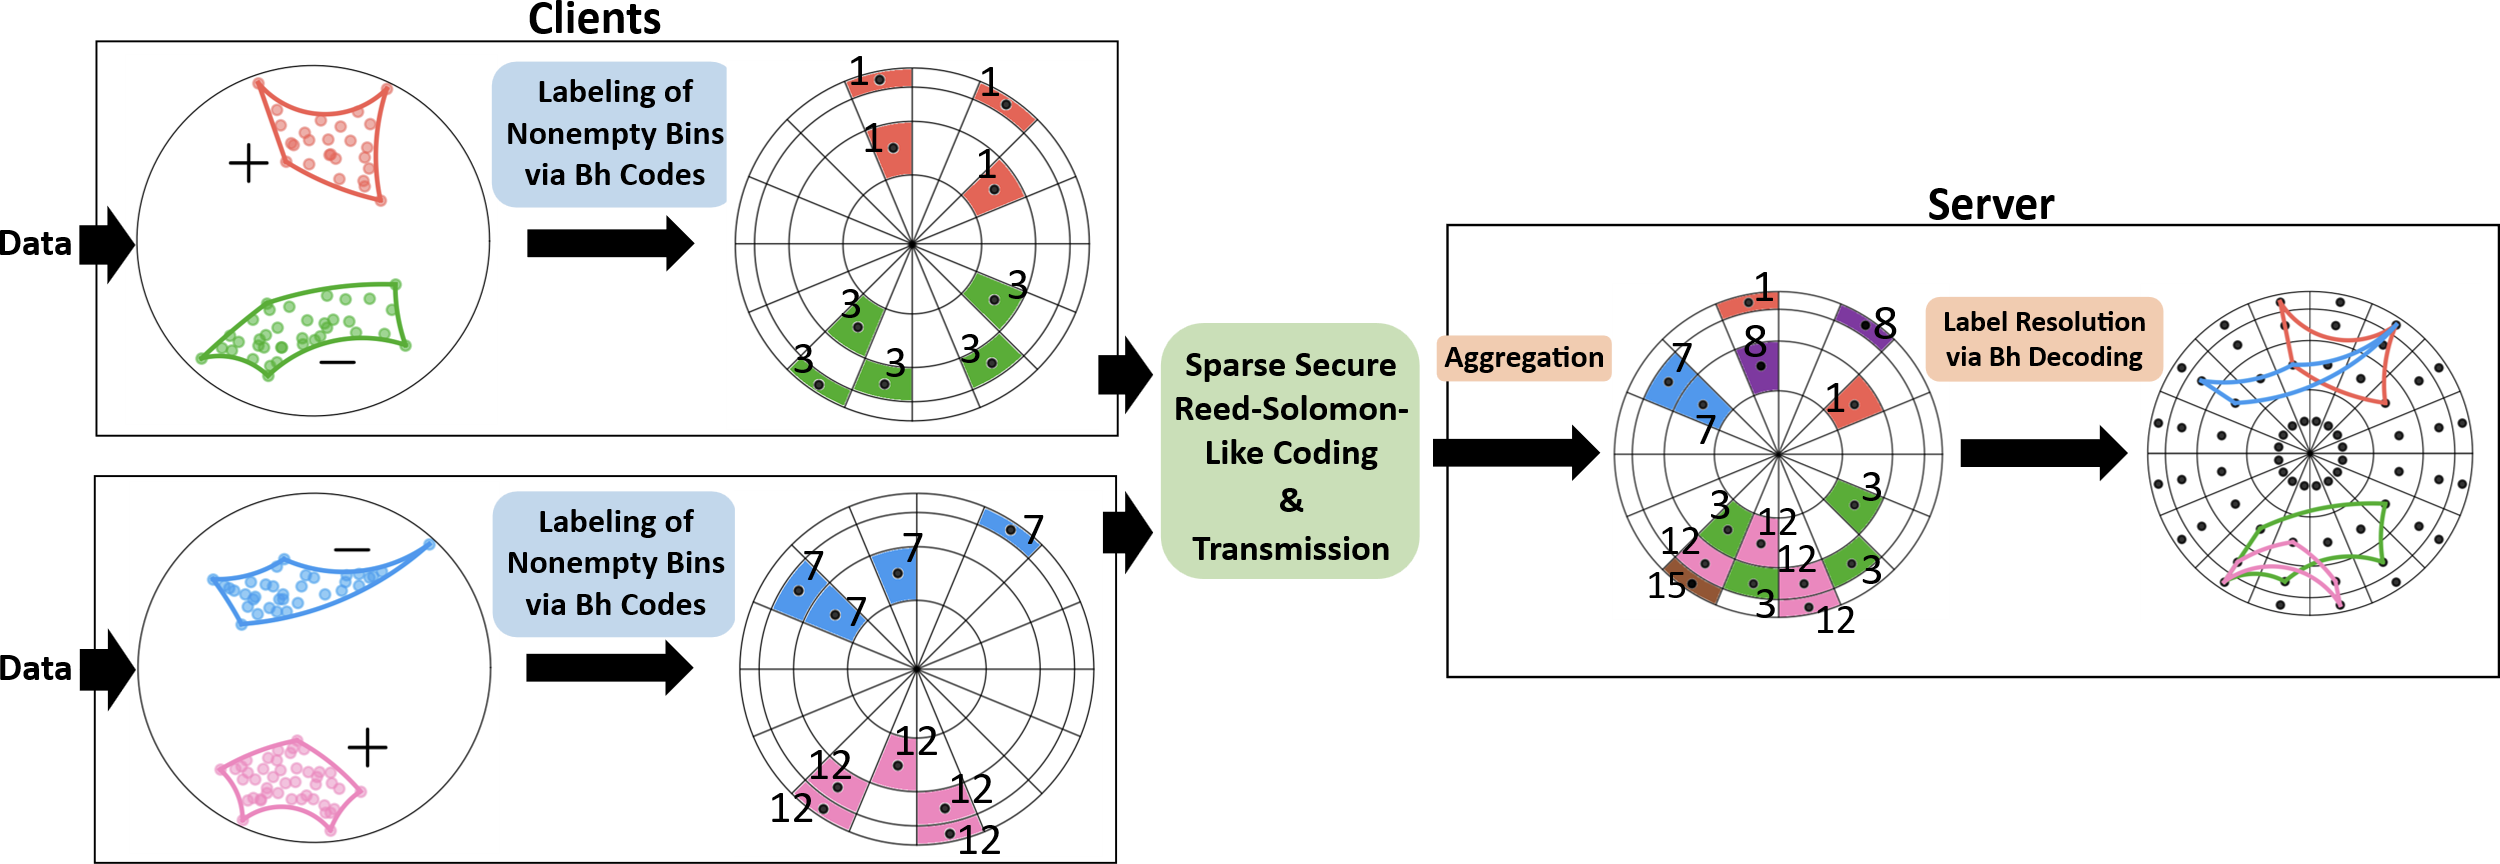 Clients
Data
+
−
Labeling of
Nonempty Bins
via Bh Codes
1
1
1
1
3
3
3
3
3
Data
−
+
Labeling of
Nonempty Bins
via Bh Codes
7
7
7
7
12
12
12
12
12
Sparse Secure
Reed-Solomon-
Like Coding
&
Transmission
Server
Aggregation
1
8
8
7
1
7
3
3
12
12
12
3
15
3
12
Label Resolution
via Bh Decoding